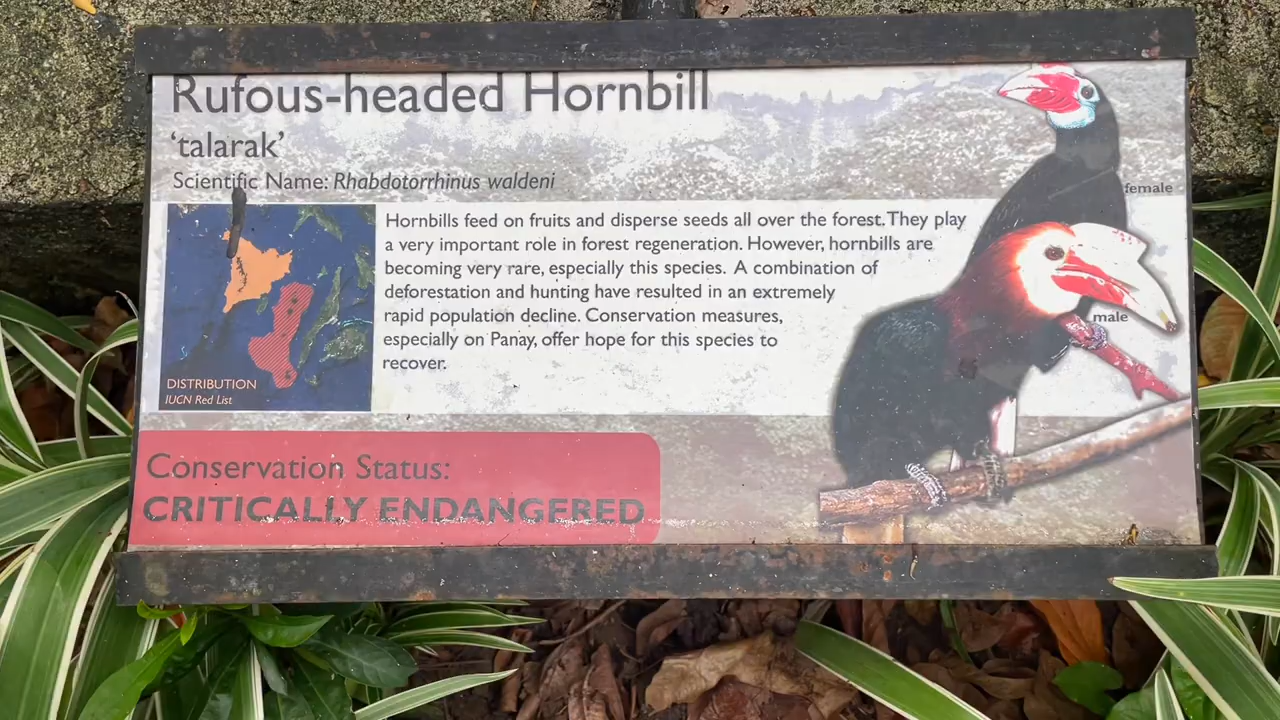 Rufous-headed Hornbill
‘talarak’
Scientific Name: Rhabdotorrhinus waldeni
female
Hornbills feed on fruits and disperse seeds all over the forest. They play
a very important role in forest regeneration. However, hornbills are
becoming very rare, especially this species. A combination of
deforestation and hunting have resulted in an extremely
rapid population decline. Conservation measures,
especially on Panay, offer hope for this species to
recover.
male
DISTRIBUTION
IUCN Red List
Conservation Status:
CRITICALLY ENDANGERED